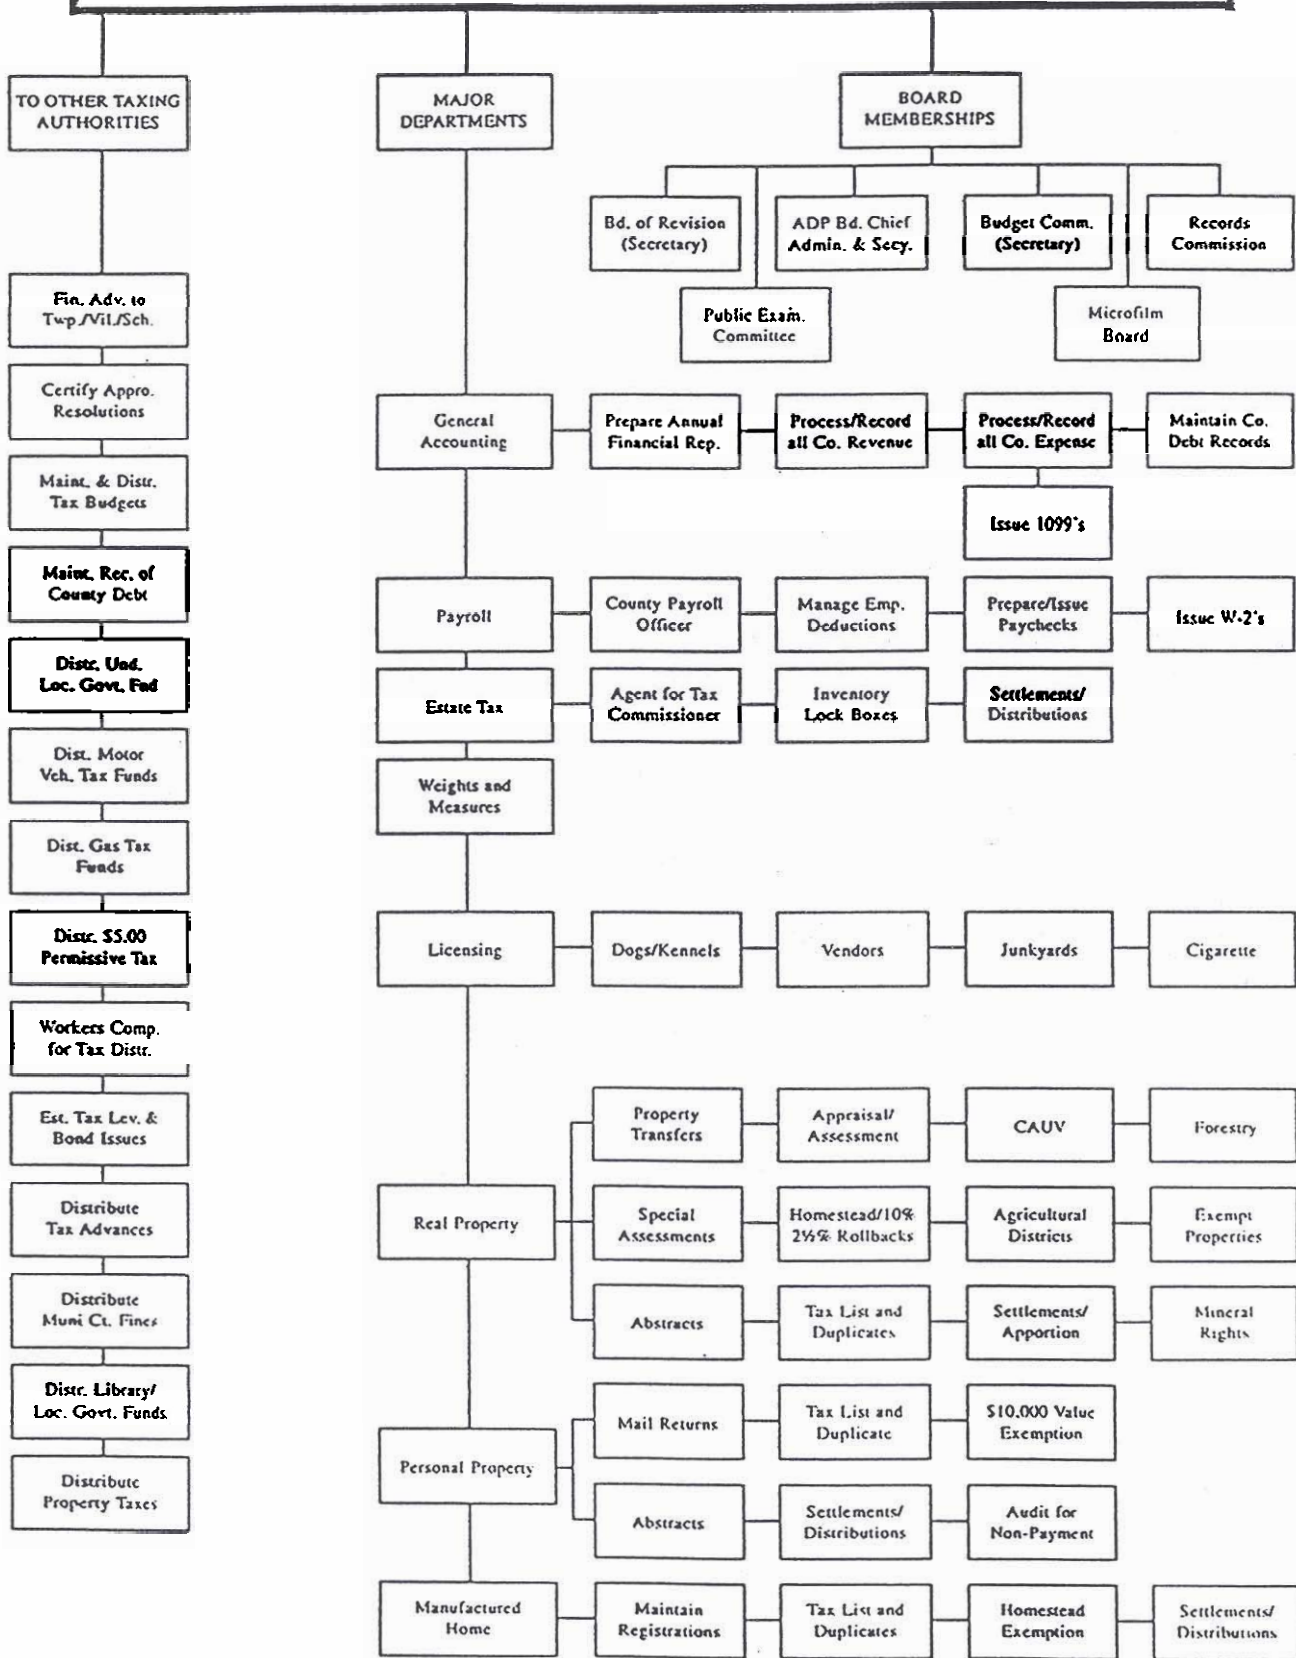 TO OTHER TAXING
AUTHORITIES
Fin. Adv. to
Twp./Vil./Sch.
Certify Appro.
Resolutions
Maint. & Distr.
Tax Budgets
Maint. Rec. of
County Debt
Distr. Und.
Loc. Govt. Fnd
Dist. Motor
Veh. Tax Funds
Dist. Gas Tax
Funds
Distr. $5.00
Permissive Tax
Workers Comp.
for Tax Distr.
Est. Tax Lev. &
Bond Issues
Distribute
Tax Advances
Distribute
Muni Ct. Fines
Distr. Library/
Loc. Govt. Funds
Distribute
Property Taxes
MAJOR
DEPARTMENTS
BOARD
MEMBERSHIPS
Bd. of Revision
(Secretary)
ADP Bd. Chief
Admin. & Secy.
Budget Comm.
(Secretary)
Records
Commission
Public Exam.
Committee
Microfilm
Board
General
Accounting
Prepare Annual
Financial Rep.
Process/Record
all Co. Revenue
Process/Record
all Co. Expense
Maintain Co.
Debt Records
Issue 1099's
Payroll
County Payroll
Officer
Manage Emp.
Deductions
Prepare/Issue
Paychecks
Issue W-2's
Estate Tax
Agent for Tax
Commissioner
Inventory
Lock Boxes
Settlements/
Distributions
Weights and
Measures
Licensing
Dogs/Kennels
Vendors
Junkyards
Cigarette
Real Property
Property
Transfers
Appraisal/
Assessment
CAUV
Forestry
Special
Assessments
Homestead/10%
2½% Rollbacks
Agricultural
Districts
Exempt
Properties
Abstracts
Tax List and
Duplicates
Settlements/
Apportion
Mineral
Rights
Personal Property
Mail Returns
Tax List and
Duplicate
$10,000 Value
Exemption
Abstracts
Settlements/
Distributions
Audit for
Non-Payment
Manufactured
Home
Maintain
Registrations
Tax List and
Duplicates
Homestead
Exemption
Settlements/
Distributions